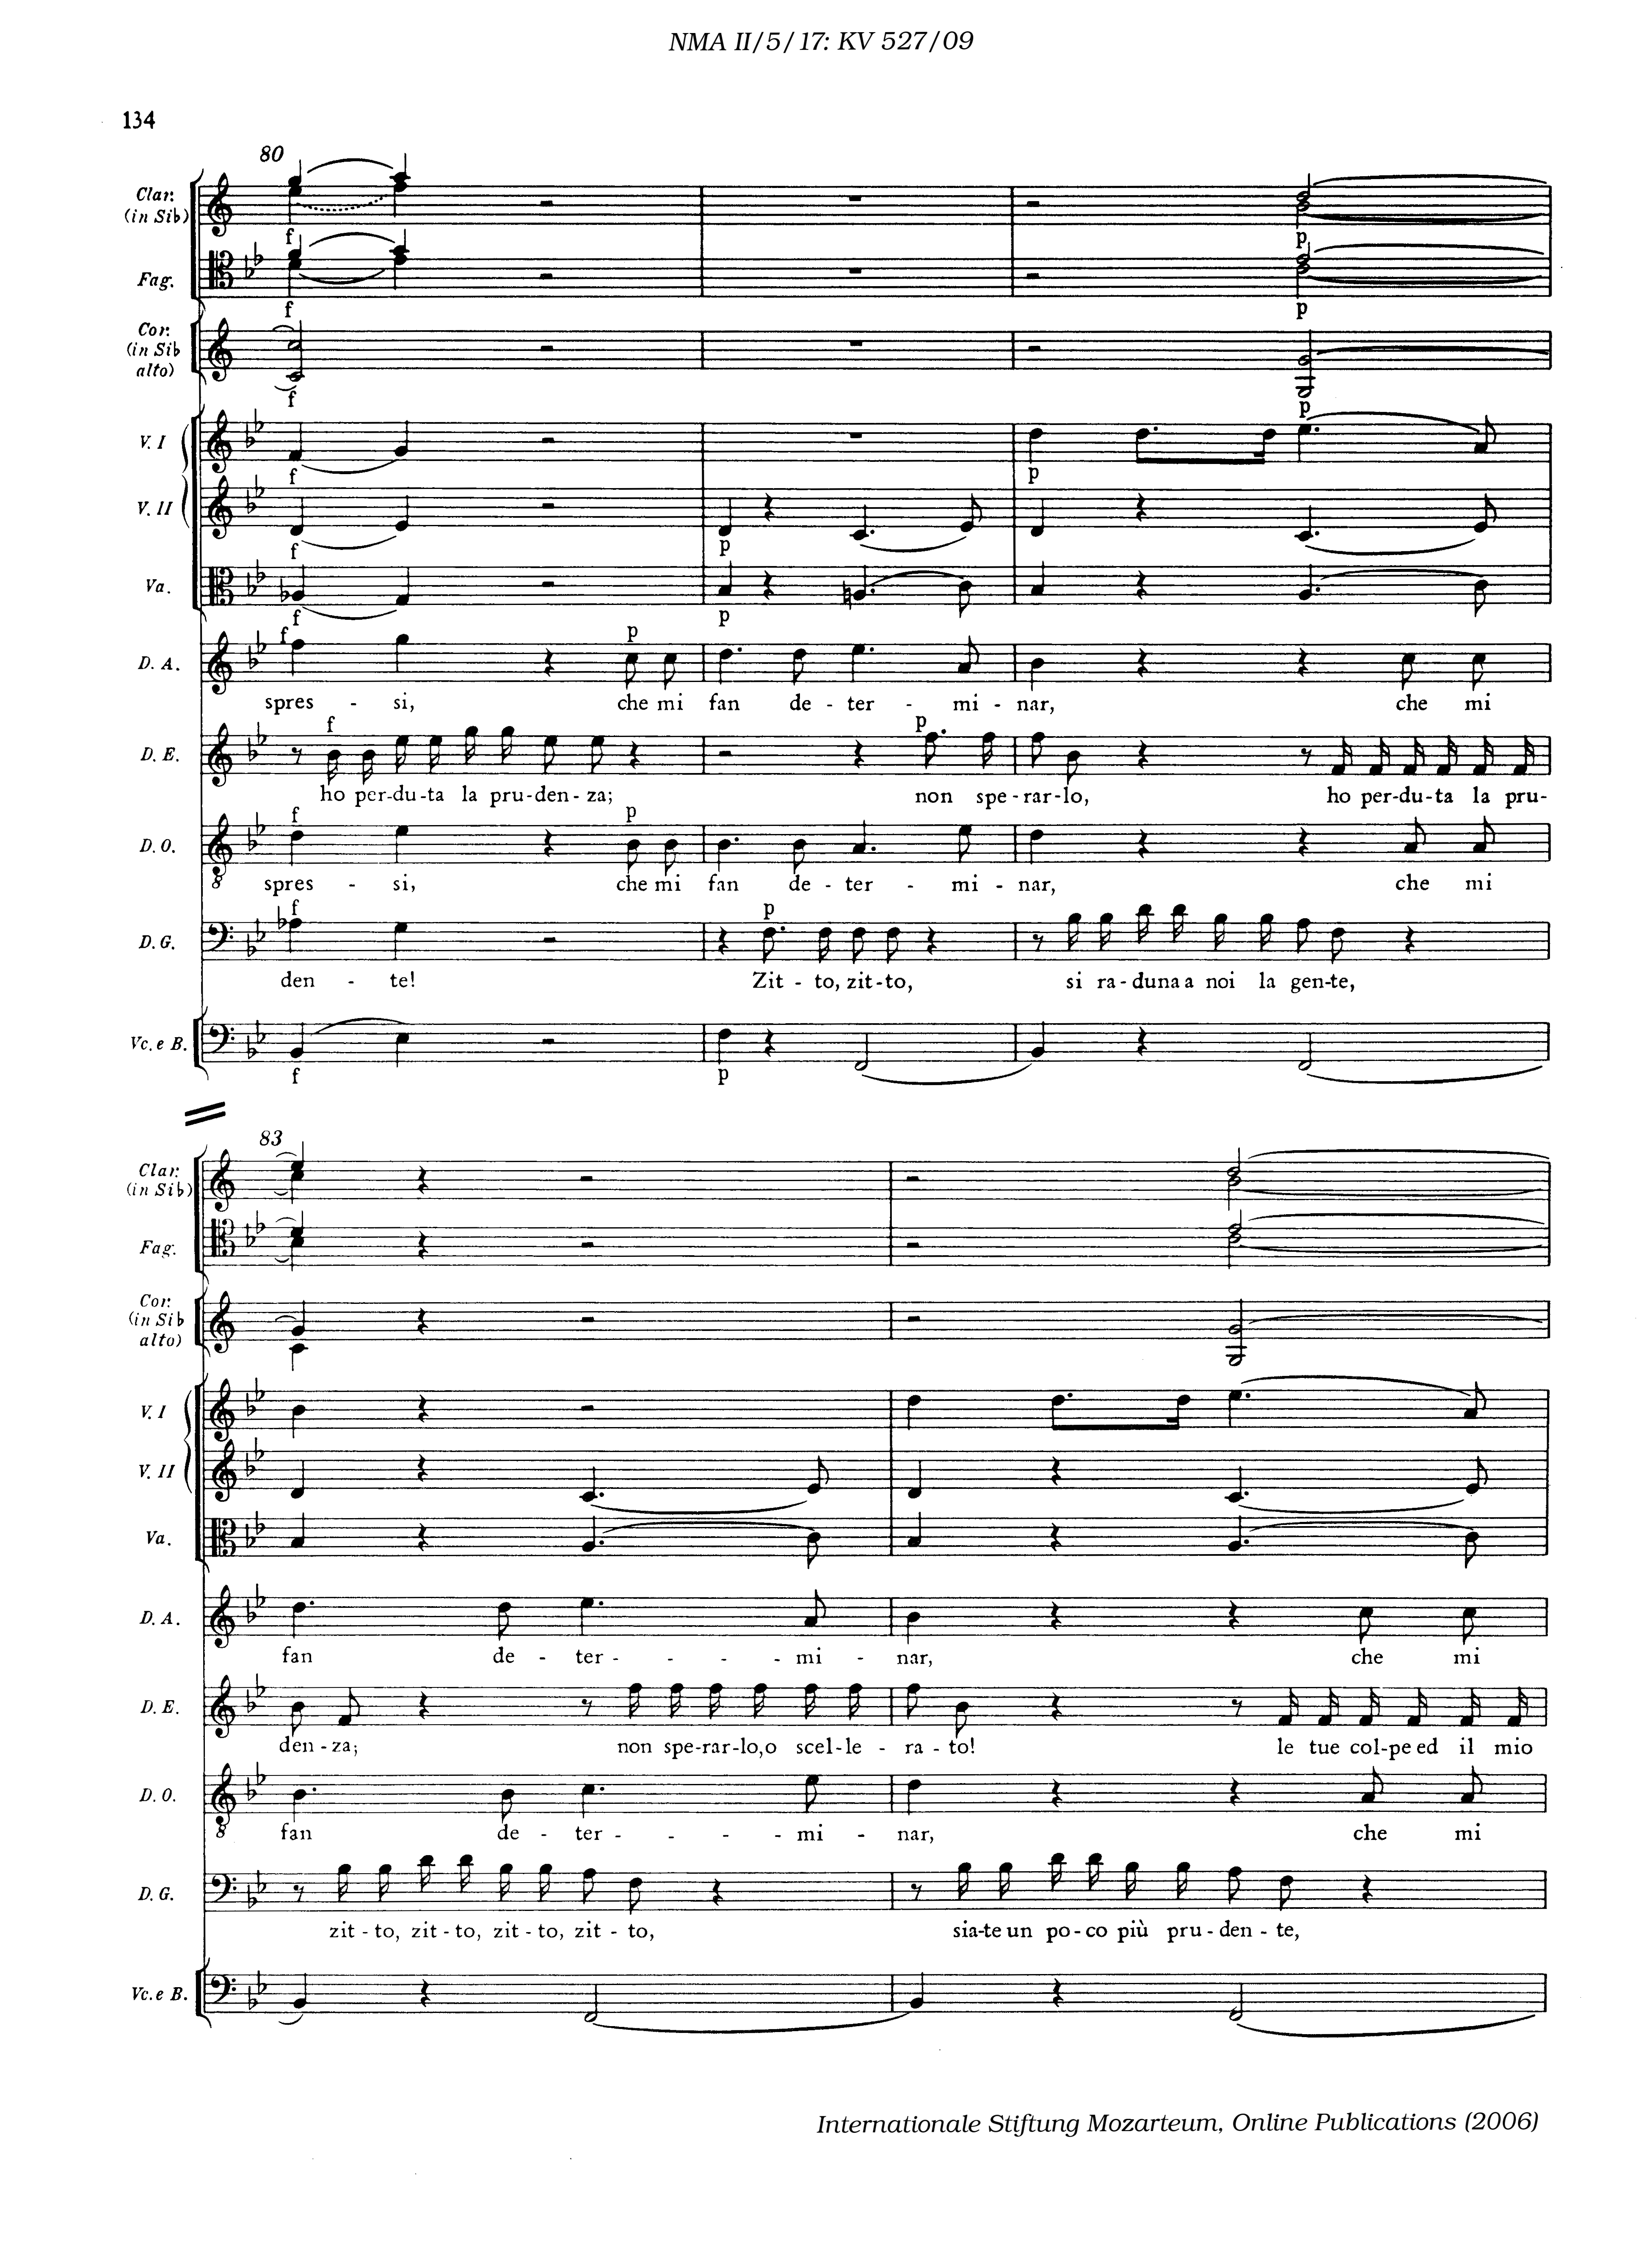 NMA II/5/17: KV 527/09
134
80
Clar.
(in Sib)
f
p
Fag.
f
p
Cor.
(in Sib
alto)
f
p
V. I
f
p
V. II
f
p
Va.
f
p
f
p
D. A.
spres - si, che mi fan de - ter - mi - nar, che mi
f
p
D. E.
ho per-du-ta la pru-den-za; non spe-rar-lo, ho per-du-ta la pru-
f
p
D. O.
spres - si, che mi fan de - ter - mi - nar, che mi
f
p
D. G.
den - te! Zit - to, zit-to, si ra-duna a noi la gen-te,
Vc. e B.
f
p
83
Clar.
(in Sib)
Fag.
Cor.
(in Sib
alto)
V. I
V. II
Va.
D. A.
fan de - ter - - - mi - nar, che mi
D. E.
den-za; non spe-rar-lo, o scel-le - ra - to! le tue col-pe ed il mio
D. O.
fan de - ter - - - mi - nar, che mi
D. G.
zit - to, zit - to, zit - to, zit - to, sia-te un po-co più pru-den - te,
Vc. e B.
Internationale Stiftung Mozarteum, Online Publications (2006)